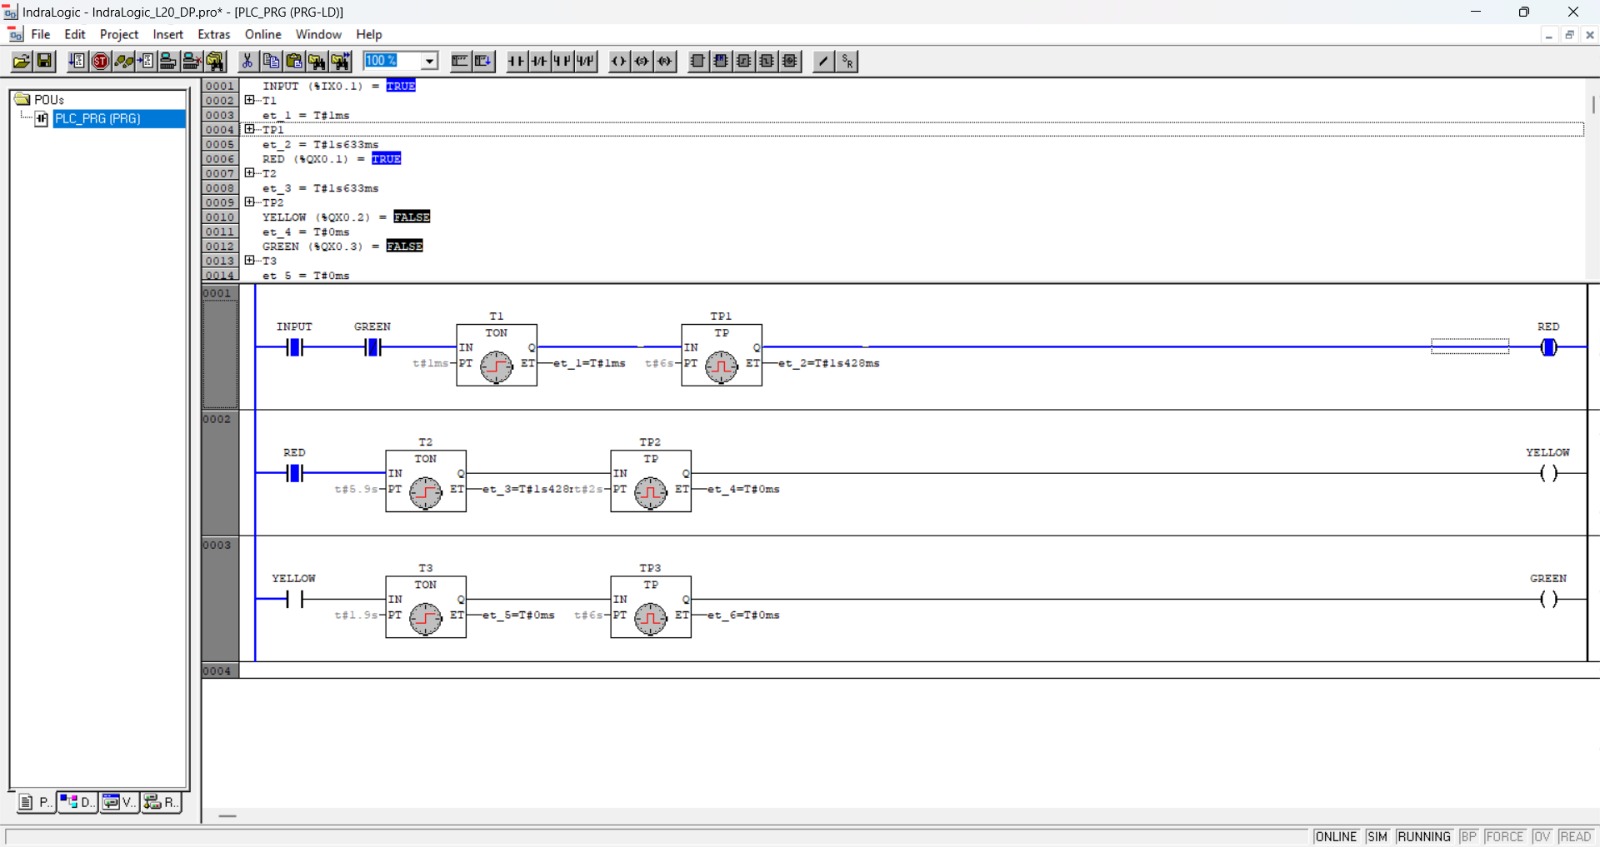 IndraLogic - IndraLogic_L20_DP.pro* - [PLC_PRG (PRG-LD)]
File Edit Project Insert Extras Online Window Help
100 %
POUs
PLC_PRG (PRG)
0001 INPUT (%IX0.1) = TRUE
0002 T1
0003 et_1 = T#1ms
0004 TP1
0005 et_2 = T#1s633ms
0006 RED (%QX0.1) = TRUE
0007 T2
0008 et_3 = T#1s633ms
0009 TP2
0010 YELLOW (%QX0.2) = FALSE
0011 et_4 = T#0ms
0012 GREEN (%QX0.3) = FALSE
0013 T3
0014 et_5 = T#0ms
0001
T1 TP1
INPUT GREEN TON TP RED
IN Q IN Q
t#1ms PT ET et_1=T#1ms t#6s PT ET et_2=T#1s428ms
0002
T2 TP2
RED TON TP YELLOW
IN Q IN Q
t#5.9s PT ET et_3=T#1s428m t#2s PT ET et_4=T#0ms
0003
T3 TP3
YELLOW TON TP GREEN
IN Q IN Q
t#1.9s PT ET et_5=T#0ms t#6s PT ET et_6=T#0ms
0004
P.. D.. V.. R..
ONLINE SIM RUNNING BP FORCE OV READ